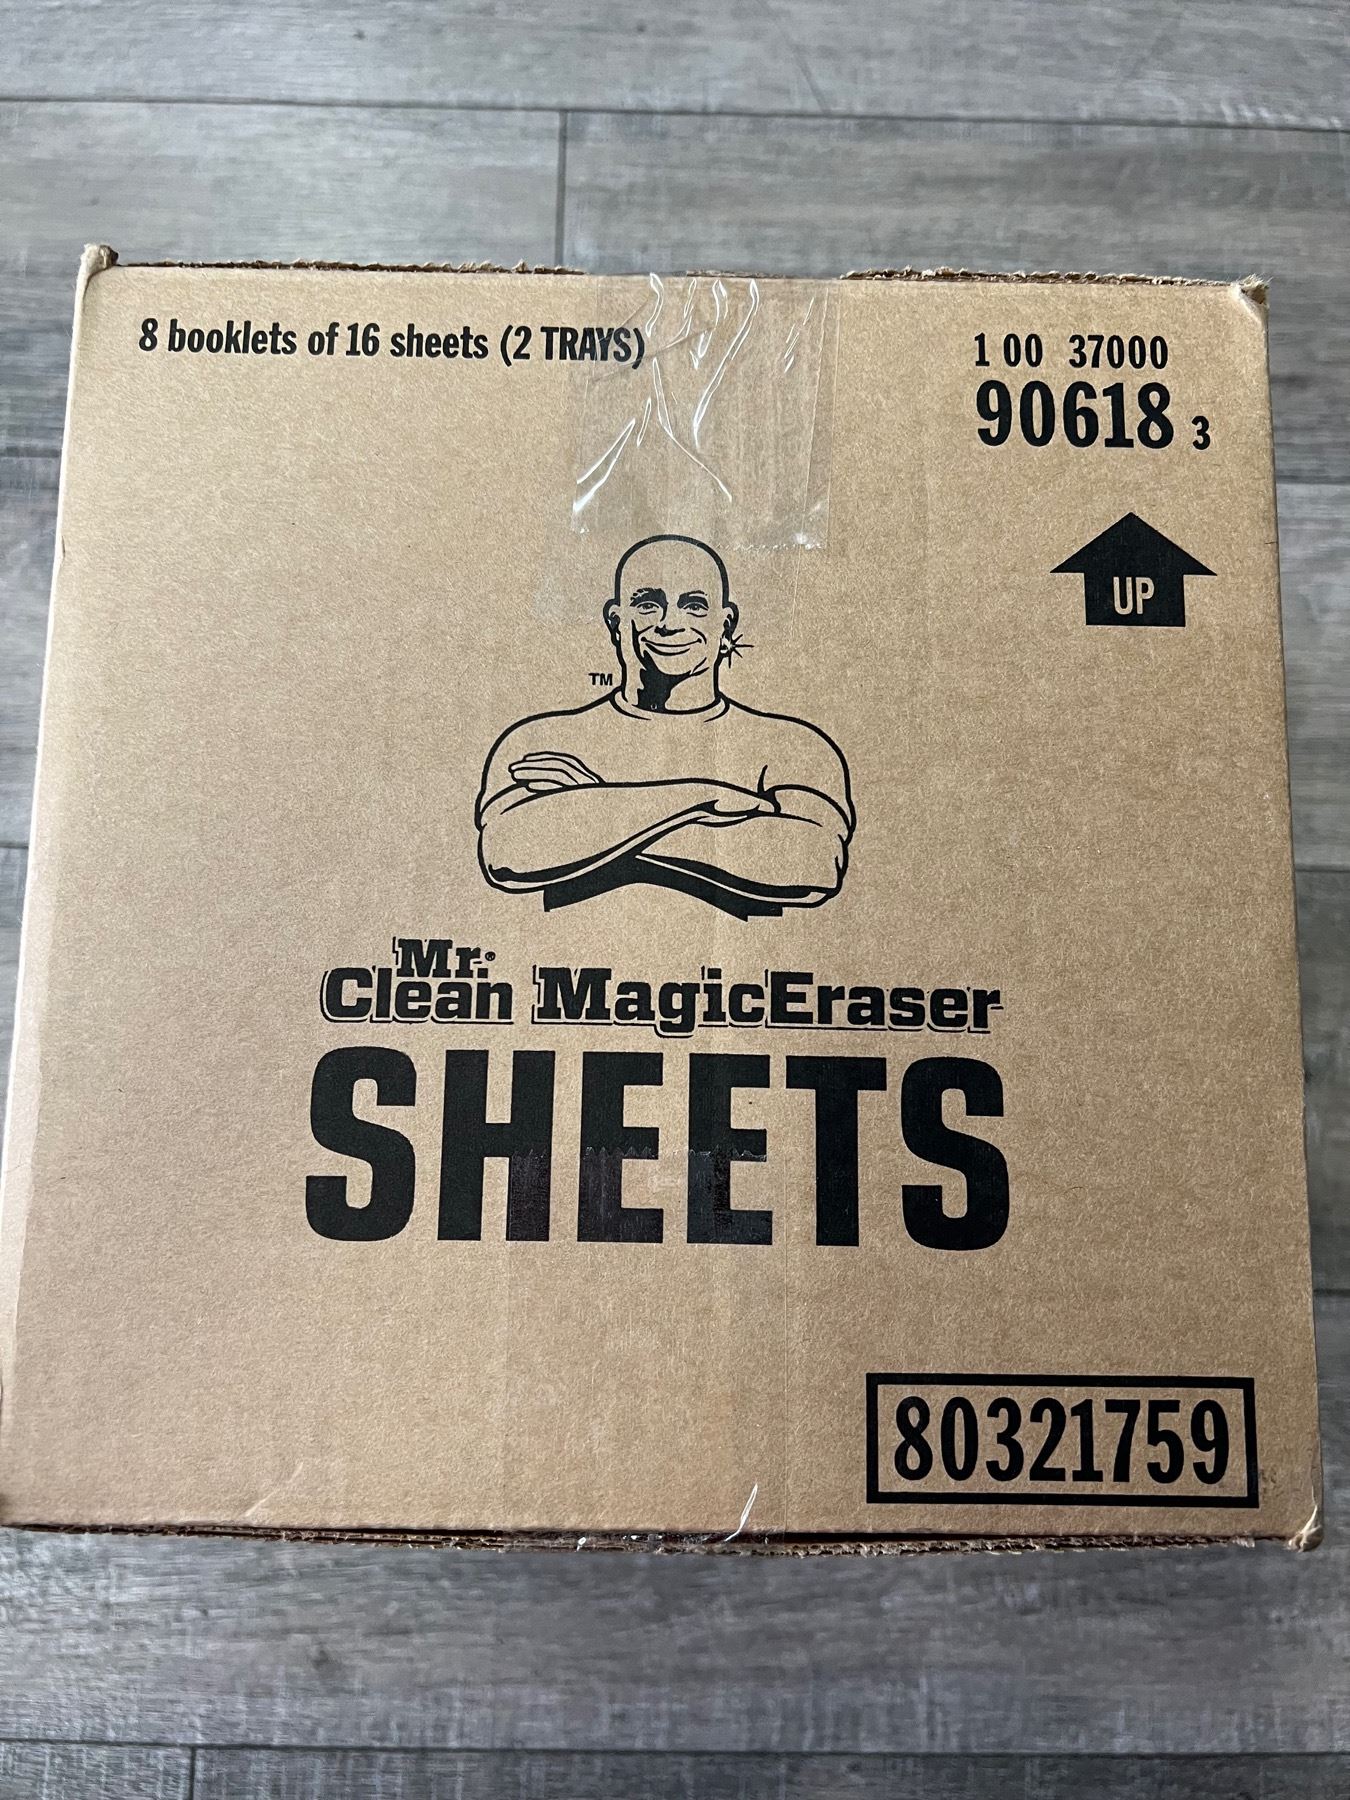 8 booklets of 16 sheets (2 TRAYS)
1 00 37000
90618 3
UP
TM
Mr.®
Clean MagicEraser
SHEETS
80321759